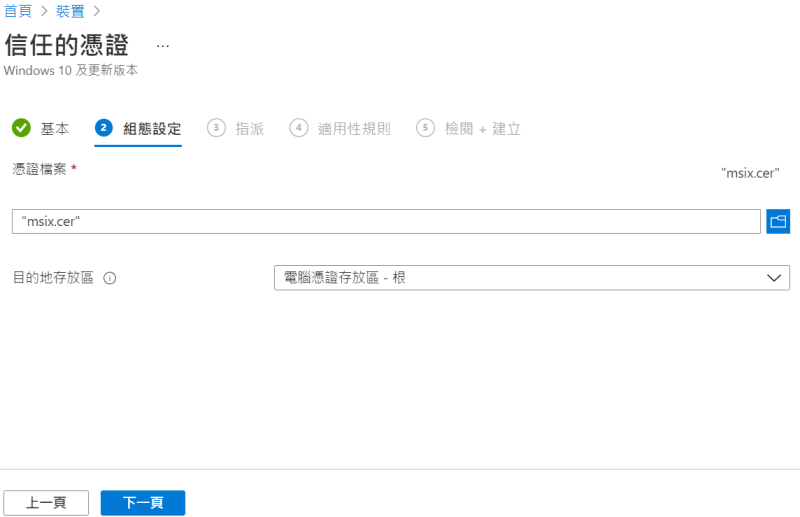 首頁 > 裝置 >
信任的憑證 ...
Windows 10 及更新版本
基本 2 組態設定 3 指派 4 適用性規則 5 檢閱 + 建立
憑證檔案 *
"msix.cer"
"msix.cer"
目的地存放區 電腦憑證存放區 - 根
上一頁 下一頁